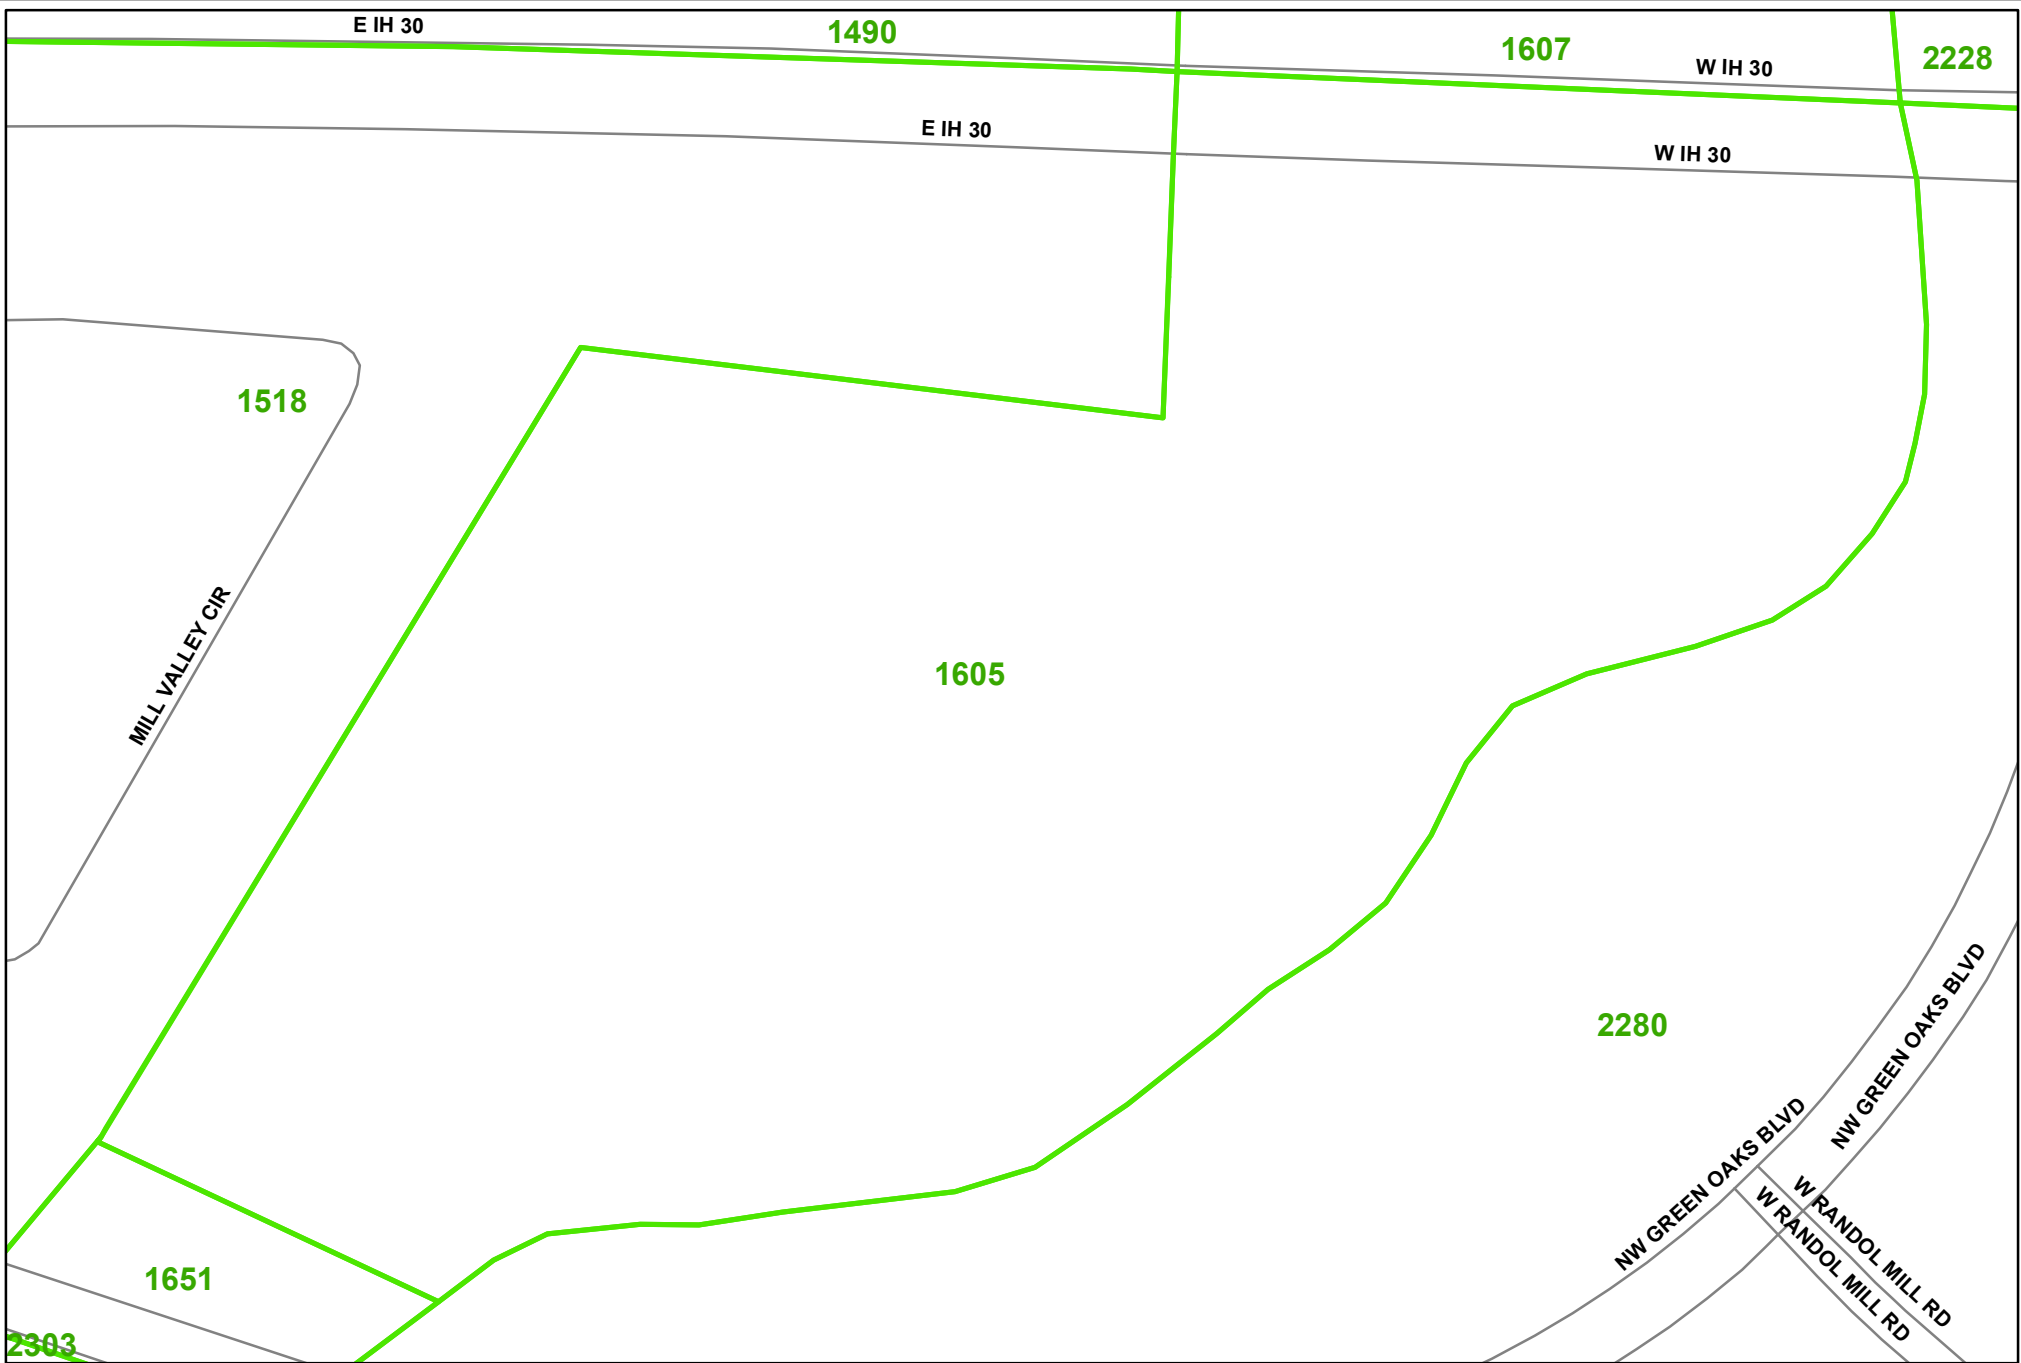 E IH 30
1490
1607
W IH 30
2228
E IH 30
W IH 30
1518
MILL VALLEY CIR
1605
2280
NW GREEN OAKS BLVD
NW GREEN OAKS BLVD
W RANDOL MILL RD
W RANDOL MILL RD
1651
2303